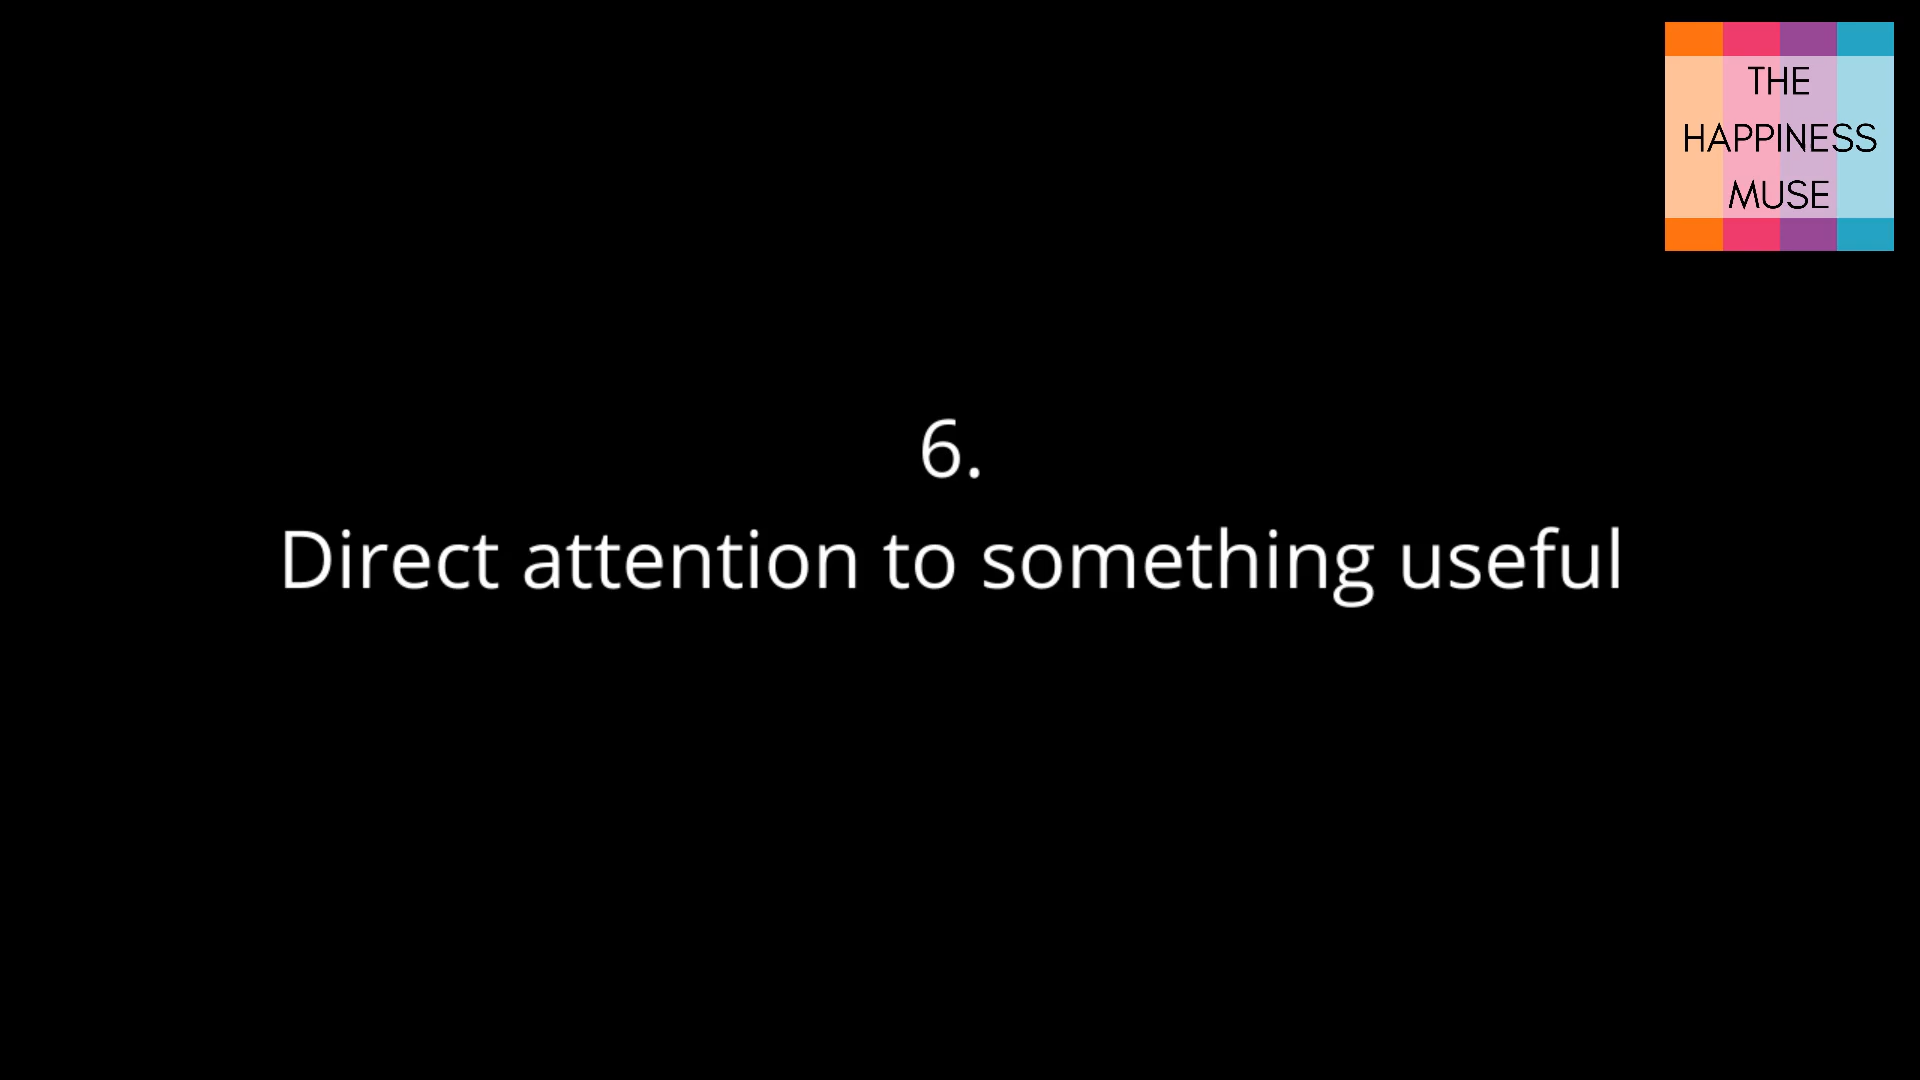 THE
HAPPINESS
MUSE
6.
Direct attention to something useful